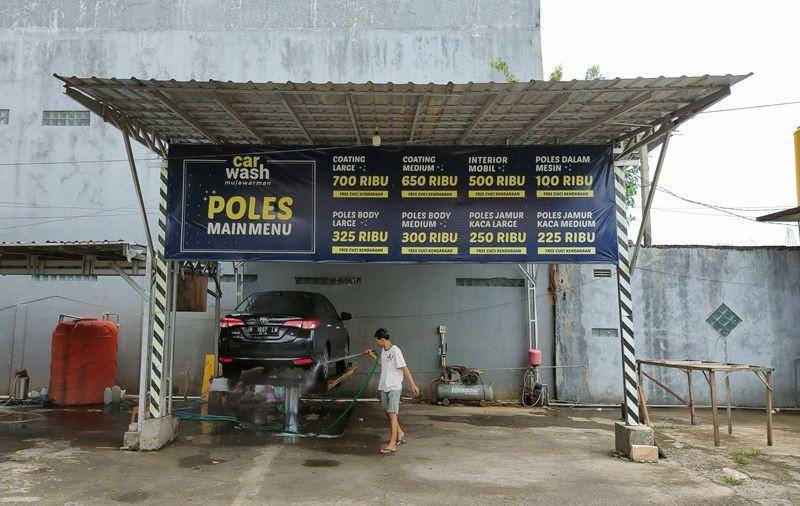 car
wash
mulawarman
POLES
MAIN MENU
COATING
LARGE
700 RIBU
FREE CUCI KENDARAAN
COATING
MEDIUM
650 RIBU
FREE CUCI KENDARAAN
INTERIOR
MOBIL
500 RIBU
FREE CUCI KENDARAAN
POLES DALAM
MESIN
100 RIBU
FREE CUCI KENDARAAN
POLES BODY
LARGE
325 RIBU
FREE CUCI KENDARAAN
POLES BODY
MEDIUM
300 RIBU
FREE CUCI KENDARAAN
POLES JAMUR
KACA LARGE
250 RIBU
FREE CUCI KENDARAAN
POLES JAMUR
KACA MEDIUM
225 RIBU
FREE CUCI KENDARAAN